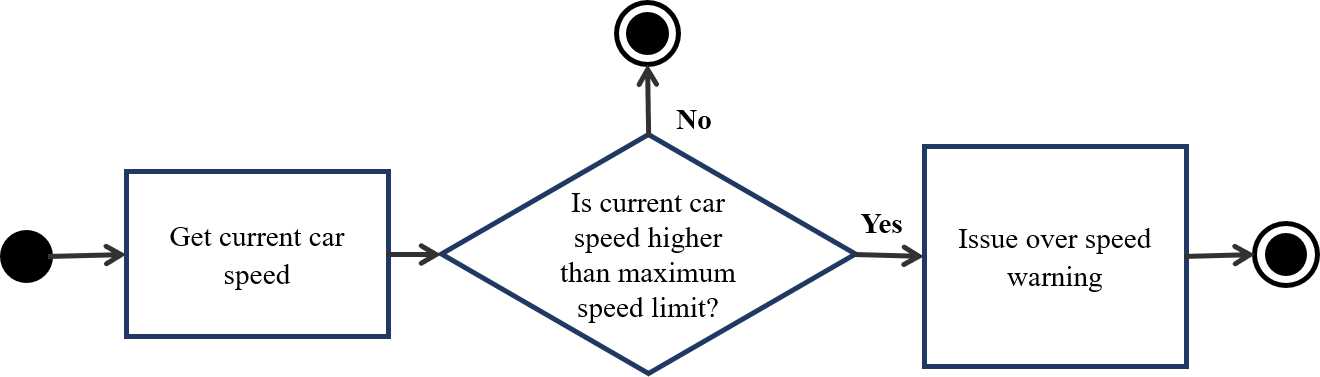 No
Get current car
speed
Is current car
speed higher
than maximum
speed limit?
Yes
Issue over speed
warning